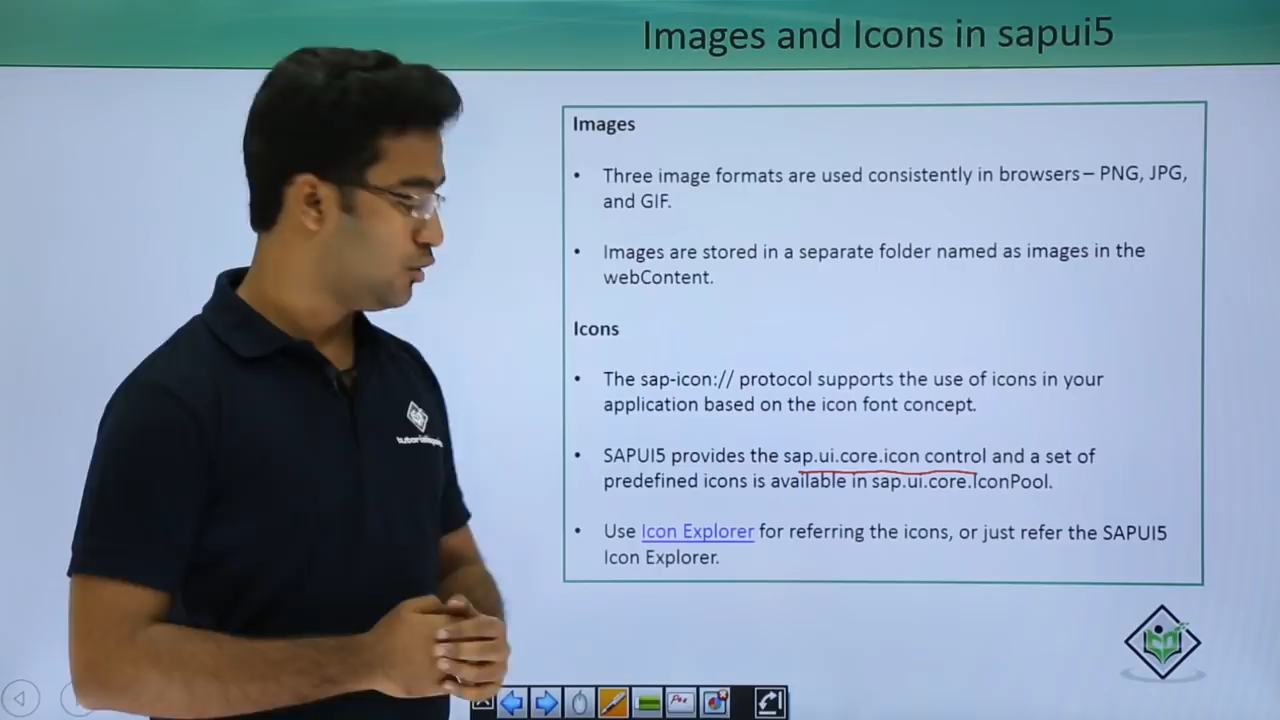 Images and Icons in sapui5
Images
• Three image formats are used consistently in browsers – PNG, JPG,
and GIF.
• Images are stored in a separate folder named as images in the
webContent.
Icons
• The sap-icon:// protocol supports the use of icons in your
application based on the icon font concept.
• SAPUI5 provides the sap.ui.core.icon control and a set of
predefined icons is available in sap.ui.core.IconPool.
• Use Icon Explorer for referring the icons, or just refer the SAPUI5
Icon Explorer.